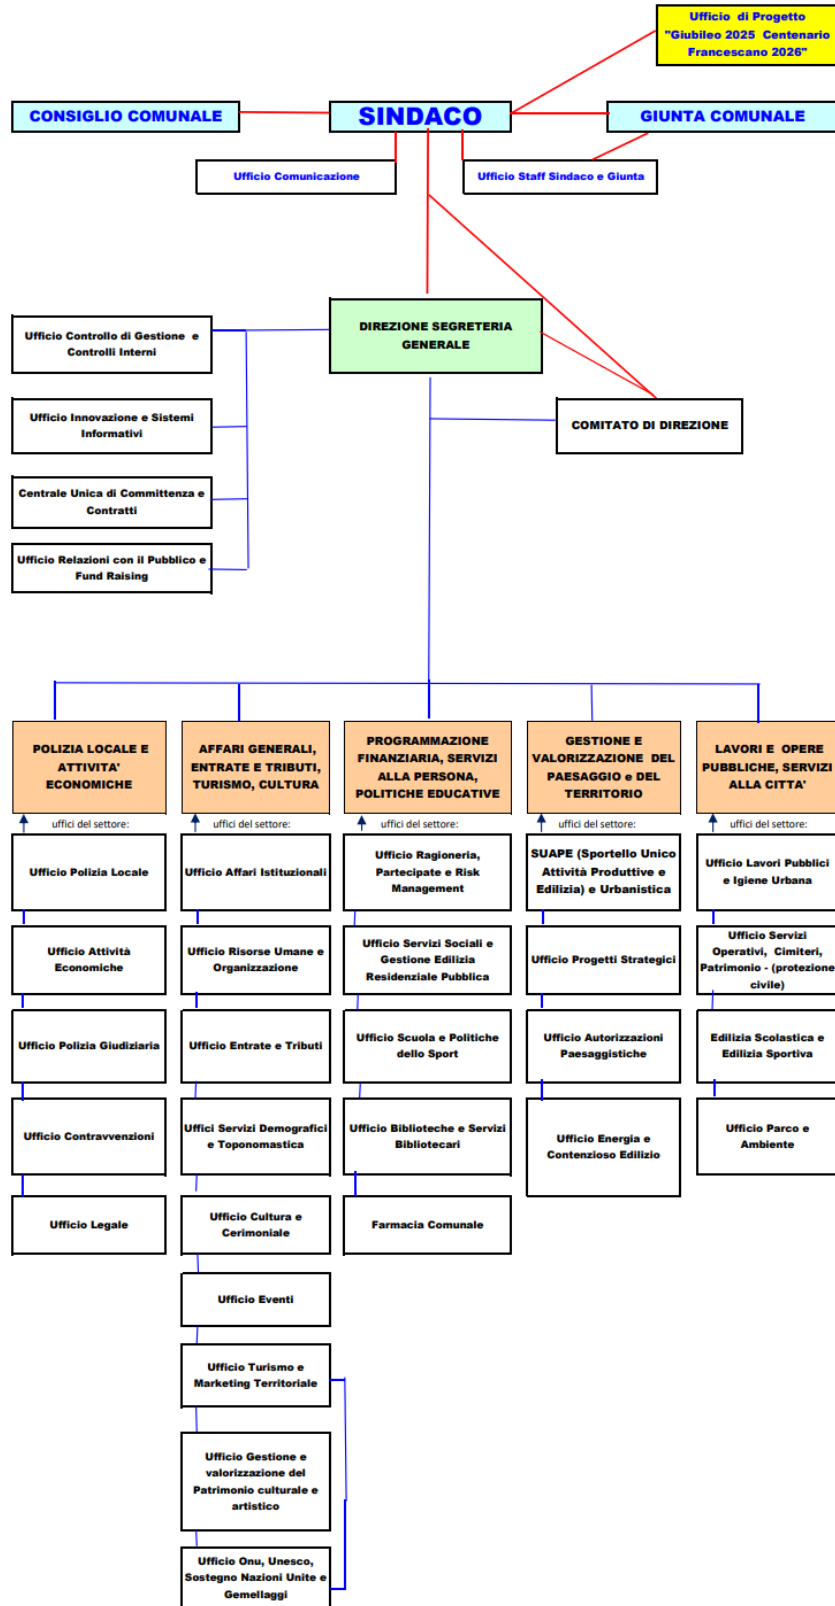 Ufficio di Progetto
"Giubileo 2025 Centenario
Francescano 2026"
CONSIGLIO COMUNALE
SINDACO
GIUNTA COMUNALE
Ufficio Comunicazione
Ufficio Staff Sindaco e Giunta
DIREZIONE SEGRETERIA
GENERALE
Ufficio Controllo di Gestione e
Controlli Interni
Ufficio Innovazione e Sistemi
Informativi
COMITATO DI DIREZIONE
Centrale Unica di Committenza e
Contratti
Ufficio Relazioni con il Pubblico e
Fund Raising
POLIZIA LOCALE E
ATTIVITA'
ECONOMICHE
uffici del settore:
Ufficio Polizia Locale
Ufficio Attività
Economiche
Ufficio Polizia Giudiziaria
Ufficio Contravvenzioni
Ufficio Legale
AFFARI GENERALI,
ENTRATE E TRIBUTI,
TURISMO, CULTURA
uffici del settore:
Ufficio Affari Istituzionali
Ufficio Risorse Umane e
Organizzazione
Ufficio Entrate e Tributi
Uffici Servizi Demografici
e Toponomastica
Ufficio Cultura e
Cerimoniale
Ufficio Eventi
Ufficio Turismo e
Marketing Territoriale
Ufficio Gestione e
valorizzazione del
Patrimonio culturale e
artistico
Ufficio Onu, Unesco,
Sostegno Nazioni Unite e
Gemellaggi
PROGRAMMAZIONE
FINANZIARIA, SERVIZI
ALLA PERSONA,
POLITICHE EDUCATIVE
uffici del settore:
Ufficio Ragioneria,
Partecipate e Risk
Management
Ufficio Servizi Sociali e
Gestione Edilizia
Residenziale Pubblica
Ufficio Scuola e Politiche
dello Sport
Ufficio Biblioteche e Servizi
Bibliotecari
Farmacia Comunale
GESTIONE E
VALORIZZAZIONE DEL
PAESAGGIO e DEL
TERRITORIO
uffici del settore:
SUAPE (Sportello Unico
Attività Produttive e
Edilizia) e Urbanistica
Ufficio Progetti Strategici
Ufficio Autorizzazioni
Paesaggistiche
Ufficio Energia e
Contenzioso Edilizio
LAVORI E OPERE
PUBBLICHE, SERVIZI
ALLA CITTA'
uffici del settore:
Ufficio Lavori Pubblici
e Igiene Urbana
Ufficio Servizi
Operativi, Cimiteri,
Patrimonio - (protezione
civile)
Edilizia Scolastica e
Edilizia Sportiva
Ufficio Parco e
Ambiente